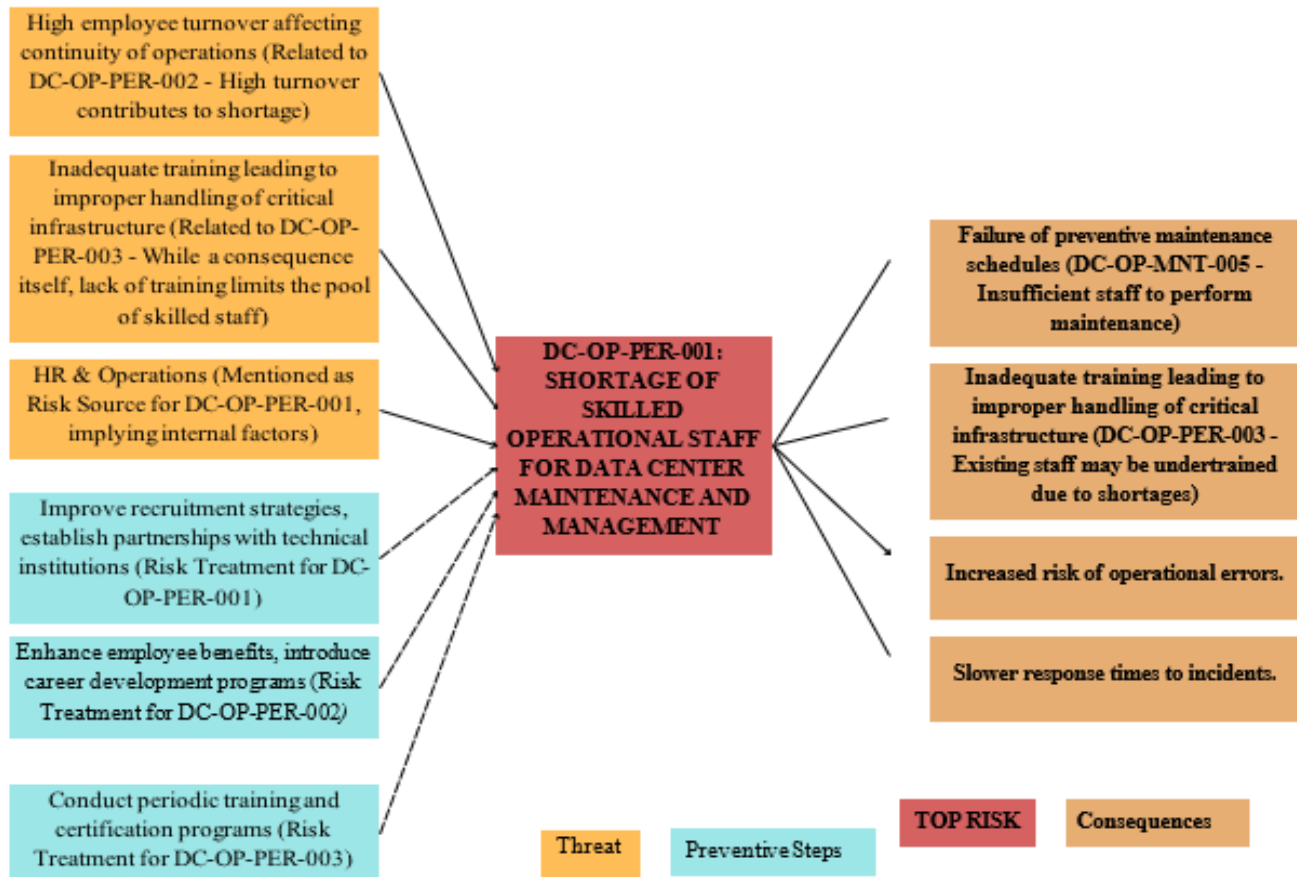 High employee turnover affecting
continuity of operations (Related to
DC-OP-PER-002 - High turnover
contributes to shortage)
Inadequate training leading to
improper handling of critical
infrastructure (Related to DC-OP-
PER-003 - While a consequence
itself, lack of training limits the pool
of skilled staff)
HR & Operations (Mentioned as
Risk Source for DC-OP-PER-001,
implying internal factors)
Improve recruitment strategies,
establish partnerships with technical
institutions (Risk Treatment for DC-
OP-PER-001)
Enhance employee benefits, introduce
career development programs (Risk
Treatment for DC-OP-PER-002)
Conduct periodic training and
certification programs (Risk
Treatment for DC-OP-PER-003)
DC-OP-PER-001:
SHORTAGE OF
SKILLED
OPERATIONAL STAFF
FOR DATA CENTER
MAINTENANCE AND
MANAGEMENT
Failure of preventive maintenance
schedules (DC-OP-MNT-005 -
Insufficient staff to perform
maintenance)
Inadequate training leading to
improper handling of critical
infrastructure (DC-OP-PER-003 -
Existing staff may be undertrained
due to shortages)
Increased risk of operational errors.
Slower response times to incidents.
Threat
Preventive Steps
TOP RISK
Consequences